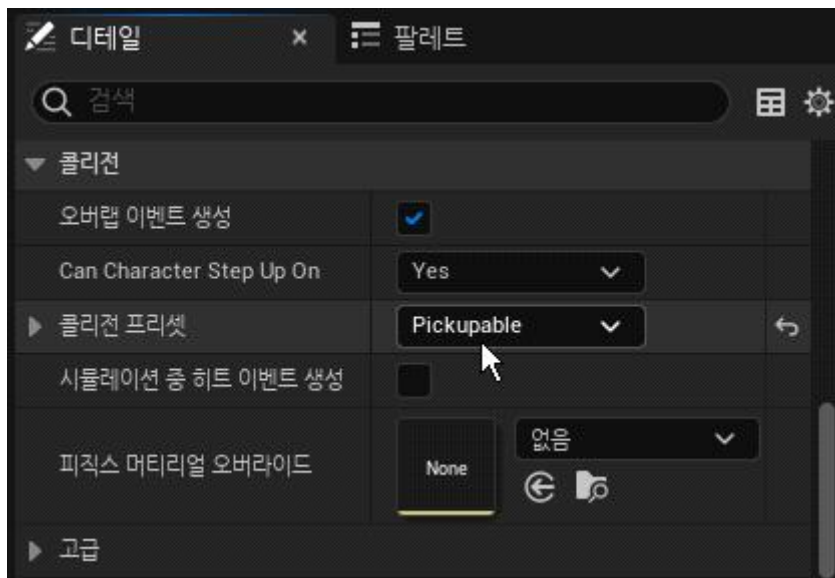 디테일
팔레트
검색
콜리전
오버랩 이벤트 생성
Can Character Step Up On
Yes
콜리전 프리셋
Pickupable
시뮬레이션 중 히트 이벤트 생성
피직스 머티리얼 오버라이드
None
없음
고급